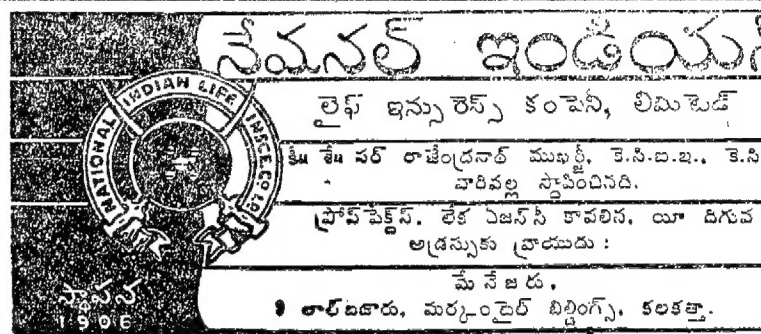 నేషనల్ ఇండియన్
లైఫ్ ఇన్సురెన్స్ కంపెనీ, లిమిటెడ్
NATIONAL INDIAN LIFE INSCE.CO LD
సర్ రాజేంద్రనాథ్ ముఖర్జీ, కె.సి.ఐ.ఇ., కె.సి
వారివల్ల స్థాపించినది.
ప్రోస్పెక్టస్, లేక ఏజన్సీ కావలిన, యీ దిగువ
అడ్రస్సుకు వ్రాయుదు :
మేనేజరు,
లాల్‌బజారు, మర్కంటైల్ బిల్డింగ్స్, కలకత్తా.
స్థాపన
1906